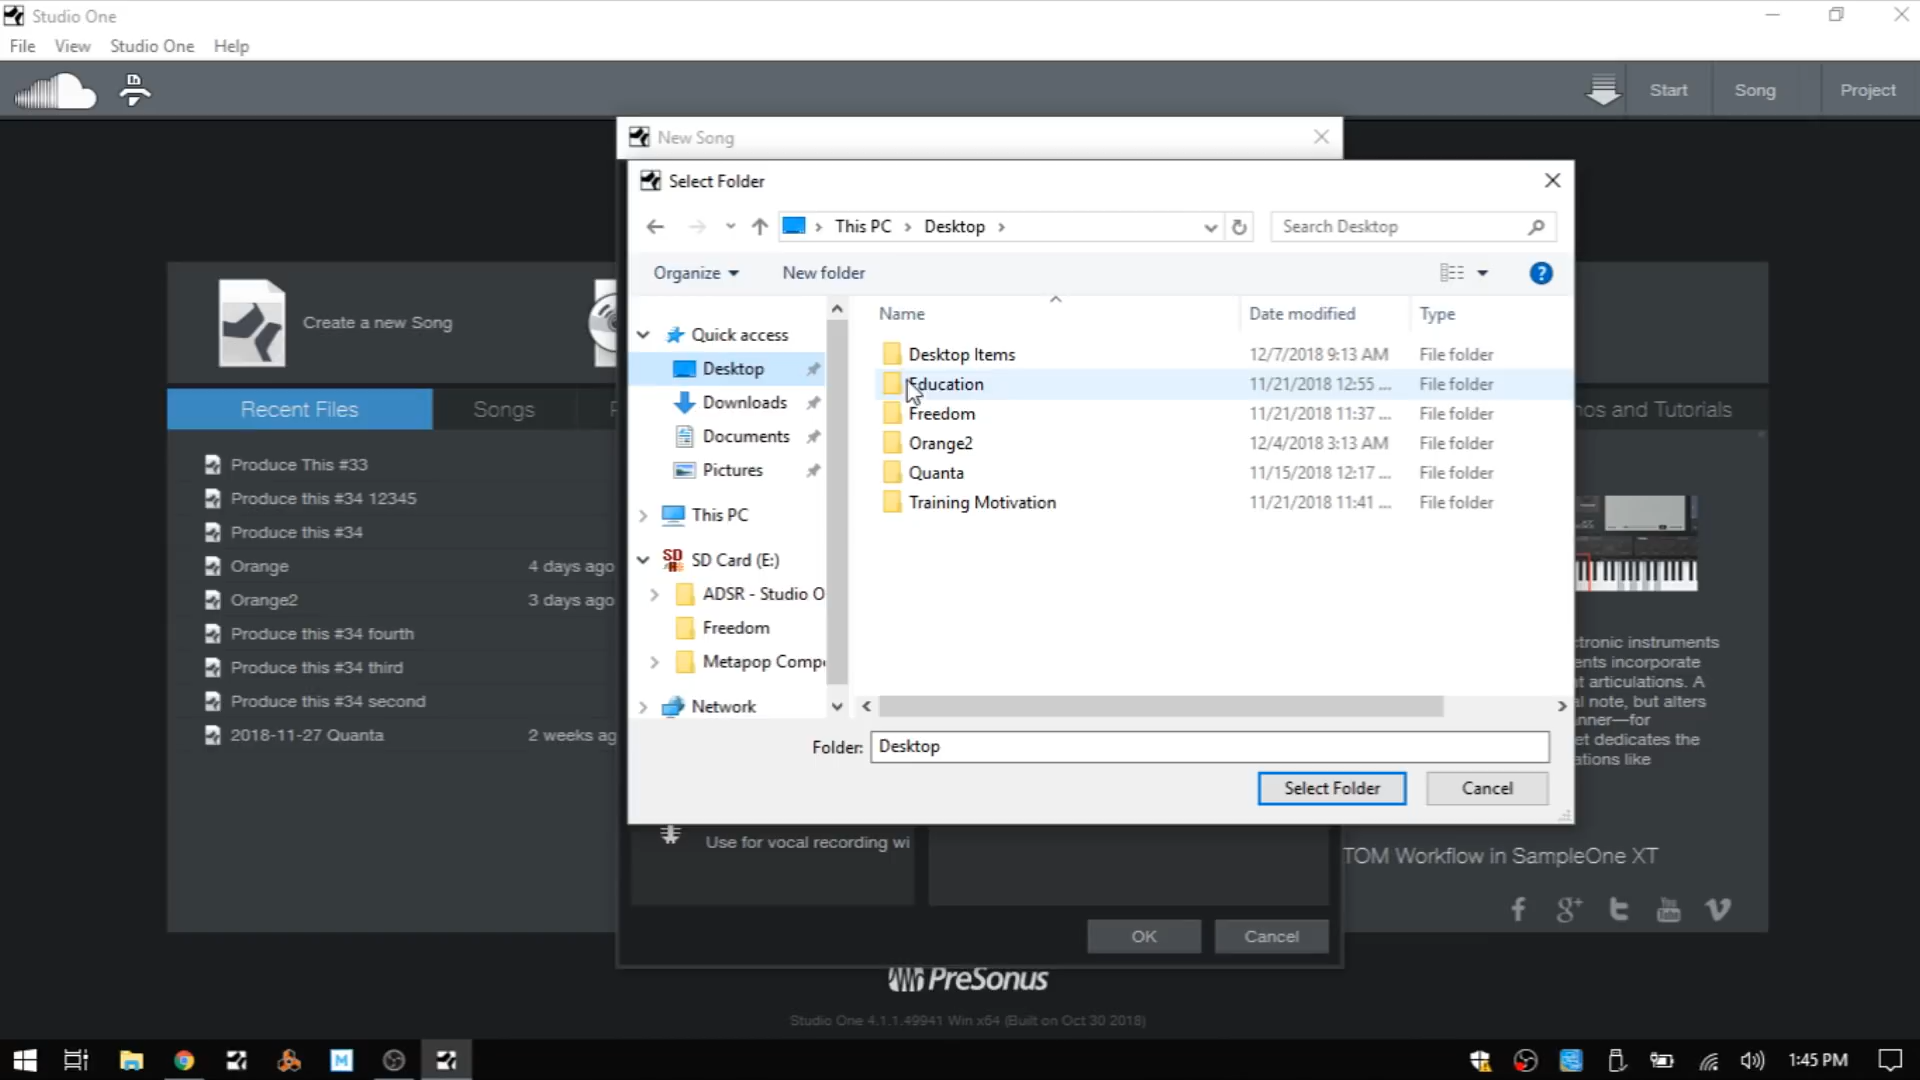 Studio One
File View Studio One Help
Start Song Project
New Song
Select Folder
This PC > Desktop >
Search Desktop
Organize New folder
Name Date modified Type
Quick access
Desktop
Downloads
Documents
Pictures
This PC
SD Card (E:)
ADSR - Studio O
Freedom
Metapop Comp
Network
Desktop Items 12/7/2018 9:13 AM File folder
Education 11/21/2018 12:55 ... File folder
Freedom 11/21/2018 11:37 ... File folder
Orange2 12/4/2018 3:13 AM File folder
Quanta 11/15/2018 12:17 ... File folder
Training Motivation 11/21/2018 11:41 ... File folder
Folder: Desktop
Select Folder Cancel
Create a new Song
Recent Files Songs
Produce This #33
Produce this #34 12345
Produce this #34
Orange 4 days ago
Orange2 3 days ago
Produce this #34 fourth
Produce this #34 third
Produce this #34 second
2018-11-27 Quanta 2 weeks ag
nos and Tutorials
ctronic instruments
ents incorporate
t articulations. A
al note, but alters
nner—for
et dedicates the
ations like
TOM Workflow in SampleOne XT
Use for vocal recording wi
OK Cancel
PreSonus
Studio One 4.1.1.49941 Win x64 (Built on Oct 30 2018)
1:45 PM